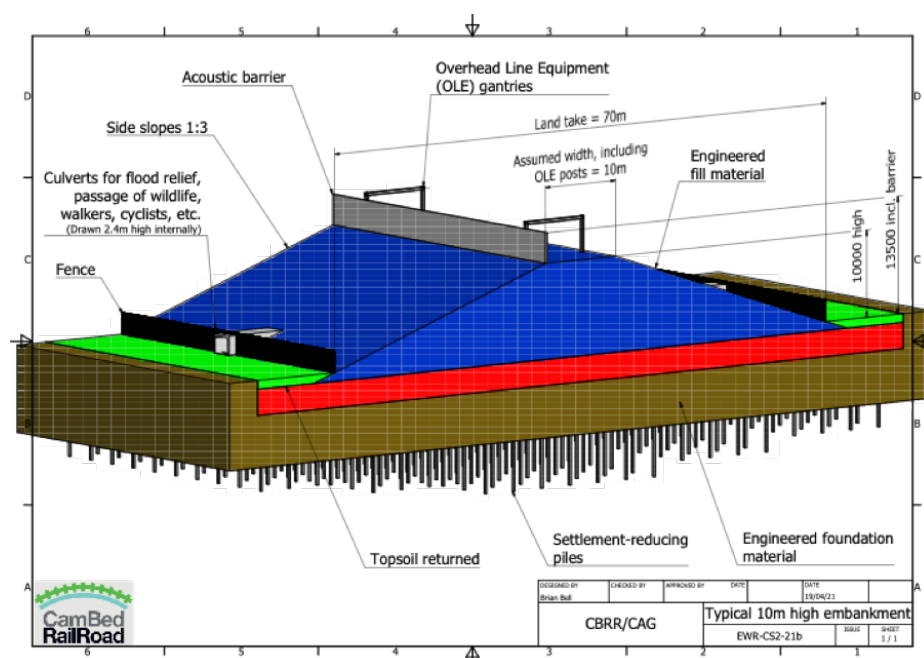 6 5 4 3 2 1
D D
Acoustic barrier
Overhead Line Equipment
(OLE) gantries
Land take = 70m
Side slopes 1:3
Assumed width, including
OLE posts = 10m
Engineered
fill material
Culverts for flood relief,
passage of wildlife,
walkers, cyclists, etc.
(Drawn 2.4m high internally)
10000 high
13500 incl. barrier
C C
Fence
B B
Settlement-reducing
piles
Engineered foundation
material
Topsoil returned
A A
CamBed
RailRoad
DESIGNED BY
Brian Bell
CHECKED BY
APPROVED BY
DATE
DATE
19/04/21
CBRR/CAG
Typical 10m high embankment
EWR-CS2-21b
ISSUE
SHEET
1 / 1
6 5 4 3 2 1